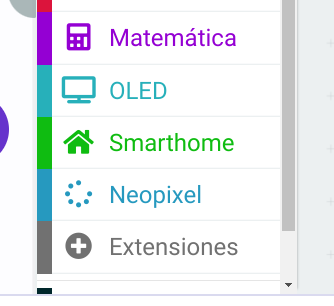 Matemática
OLED
Smarthome
Neopixel
Extensiones